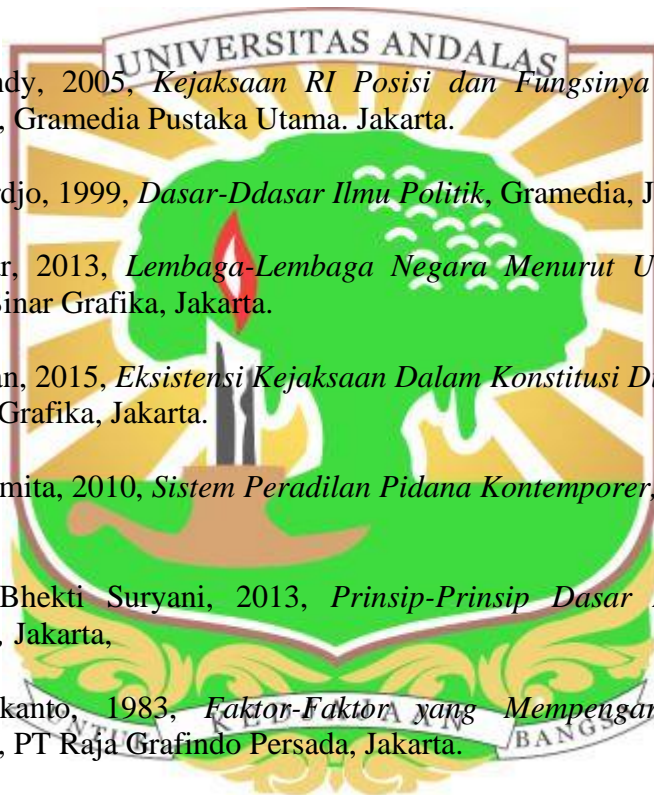 UNIVERSITAS ANDALAS
ndy, 2005, Kejaksaan RI Posisi dan Fungsinya
, Gramedia Pustaka Utama. Jakarta.
rdjo, 1999, Dasar-Ddasar Ilmu Politik, Gramedia, J
r, 2013, Lembaga-Lembaga Negara Menurut U
Sinar Grafika, Jakarta.
an, 2015, Eksistensi Kejaksaan Dalam Konstitusi Di
Grafika, Jakarta.
mita, 2010, Sistem Peradilan Pidana Kontemporer,
Bhekti Suryani, 2013, Prinsip-Prinsip Dasar
, Jakarta,
kanto, 1983, Faktor-Faktor yang Mempengar
UNTUK KEDJAJAAN BANGSA
, PT Raja Grafindo Persada, Jakarta.